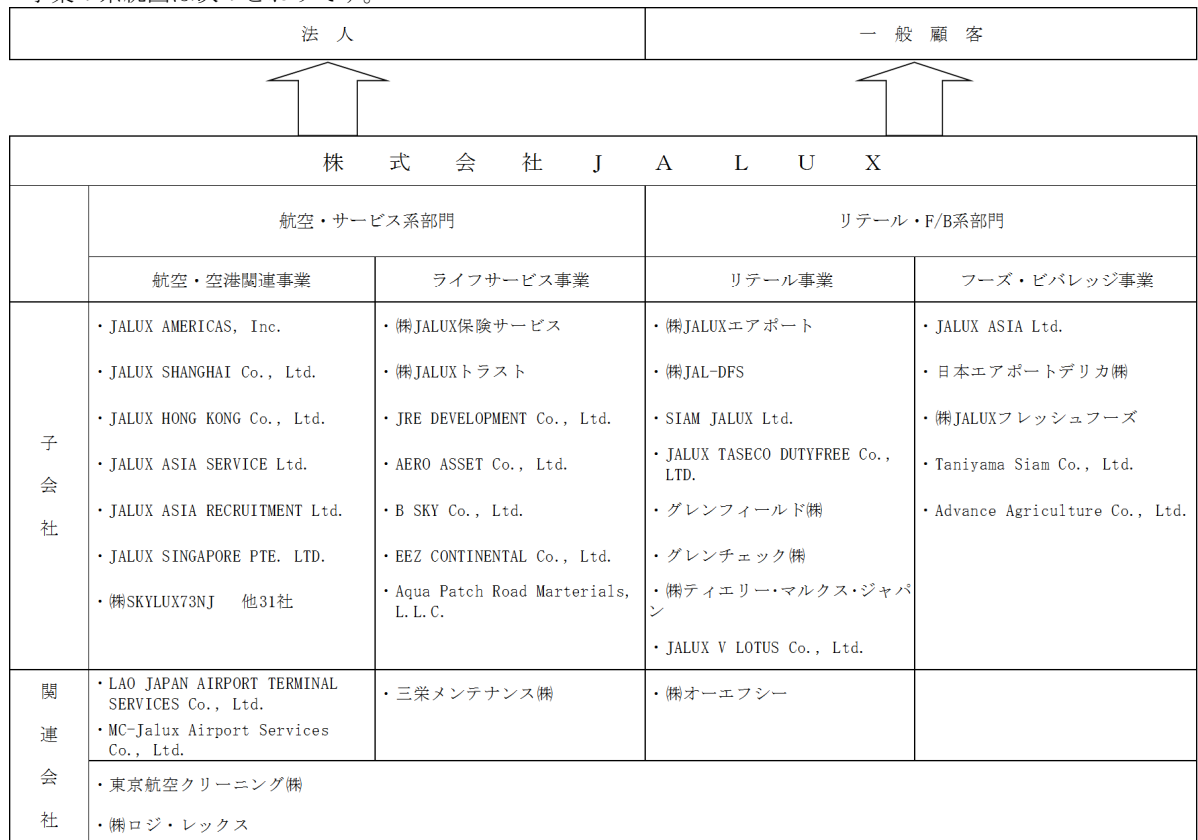 法　人
一　般　顧　客
株　式　会　社　Ｊ　Ａ　Ｌ　Ｕ　Ｘ
航空・サービス系部門
リテール・F/B系部門
航空・空港関連事業
ライフサービス事業
リテール事業
フーズ・ビバレッジ事業
子会社
・JALUX AMERICAS, Inc.
・JALUX SHANGHAI Co., Ltd.
・JALUX HONG KONG Co., Ltd.
・JALUX ASIA SERVICE Ltd.
・JALUX ASIA RECRUITMENT Ltd.
・JALUX SINGAPORE PTE. LTD.
・㈱SKYLUX73NJ　他31社
・㈱JALUX保険サービス
・㈱JALUXトラスト
・JRE DEVELOPMENT Co., Ltd.
・AERO ASSET Co., Ltd.
・B SKY Co., Ltd.
・EEZ CONTINENTAL Co., Ltd.
・Aqua Patch Road Marterials,
L.L.C.
・㈱JALUXエアポート
・㈱JAL-DFS
・SIAM JALUX Ltd.
・JALUX TASECO DUTYFREE Co.,
LTD.
・グレンフィールド㈱
・グレンチェック㈱
・㈱ティエリー・マルクス・ジャパ
ン
・JALUX V LOTUS Co., Ltd.
・JALUX ASIA Ltd.
・日本エアポートデリカ㈱
・㈱JALUXフレッシュフーズ
・Taniyama Siam Co., Ltd.
・Advance Agriculture Co., Ltd.
関連会社
・LAO JAPAN AIRPORT TERMINAL
SERVICES Co., Ltd.
・MC-Jalux Airport Services
Co., Ltd.
・三栄メンテナンス㈱
・㈱オーエフシー
・東京航空クリーニング㈱
・㈱ロジ・レックス